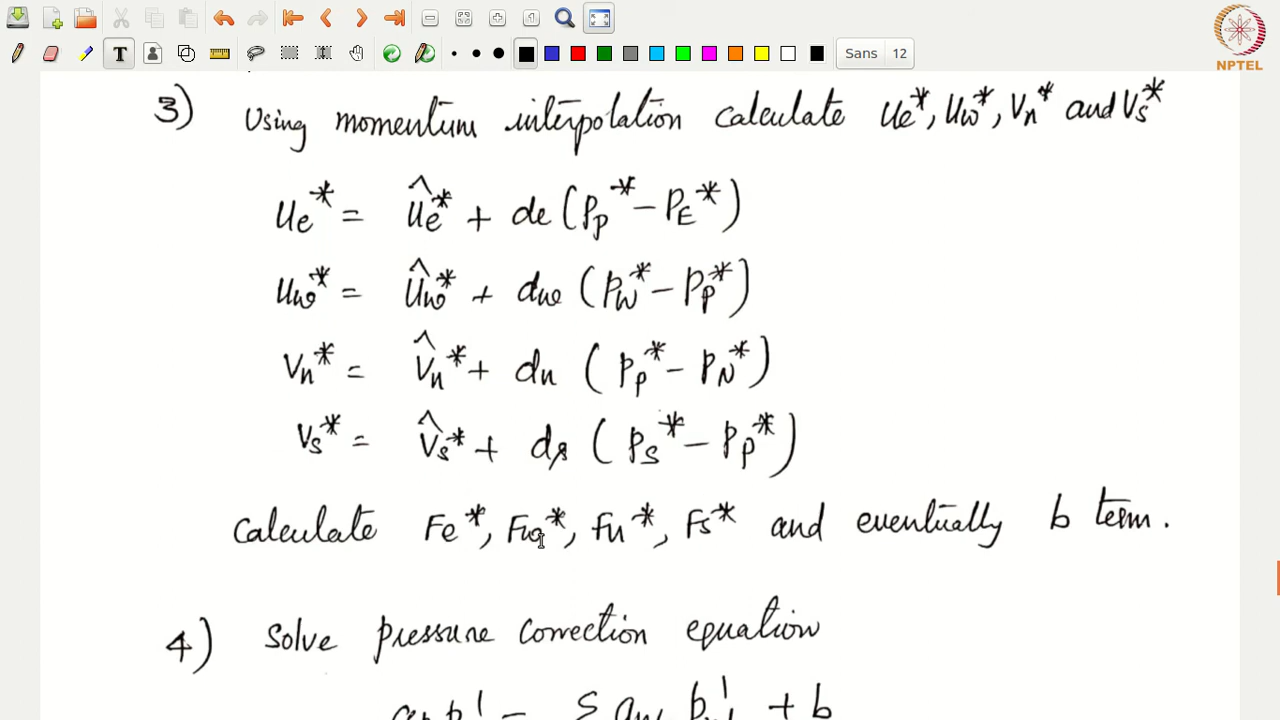 NPTEL
T
Sans 12
3) Using momentum interpolation calculate Ue*, Uw*, Vn* and Vs*
Ue* = Ûe* + de (Pp* - PE*)
Uw* = Ûw* + dw (PW* - Pp*)
Vn* = V̂n* + dn (Pp* - PN*)
Vs* = V̂s* + ds (Ps* - Pp*)
Calculate Fe*, Fw*, Fn*, Fs* and eventually b term.
4) Solve pressure correction equation